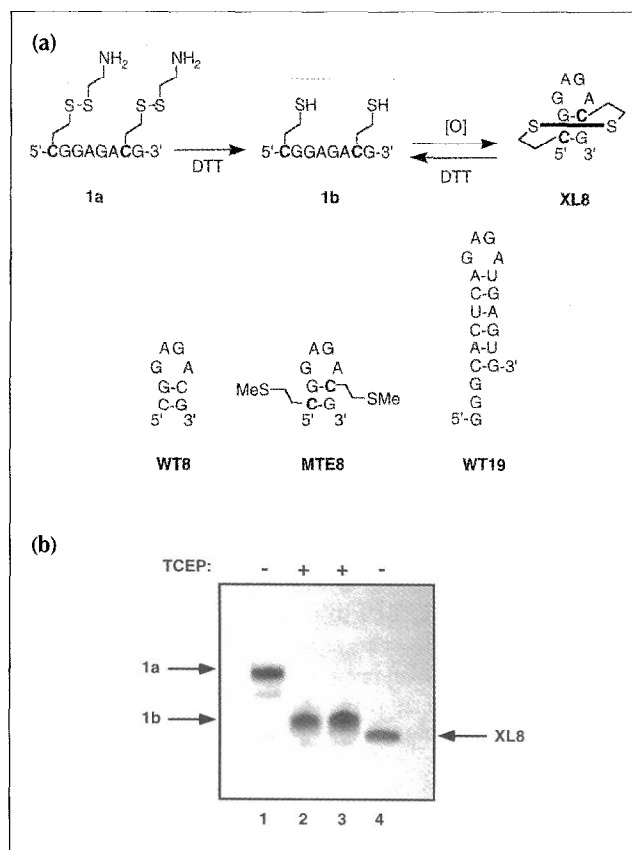 (a)
NH₂ NH₂
S-S S-S
5'-CGGAGACG-3'
1a
DTT
SH SH
5'-CGGAGACG-3'
1b
[O]
DTT
AG
G A
G-C
S S
C-G
5' 3'
XL8
AG
G A
G-C
C-G
5' 3'
WT8
AG
G A
MeS G-C SMe
C-G
5' 3'
MTE8
AG
G A
A-U
C-G
U-A
C-G
A-U
CG-3'
G
G
5'-G
WT19
(b)
TCEP: - + + -
1a
1b
XL8
1 2 3 4